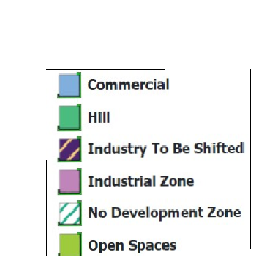 Commercial
Hill
Industry To Be Shifted
Industrial Zone
No Development Zone
Open Spaces